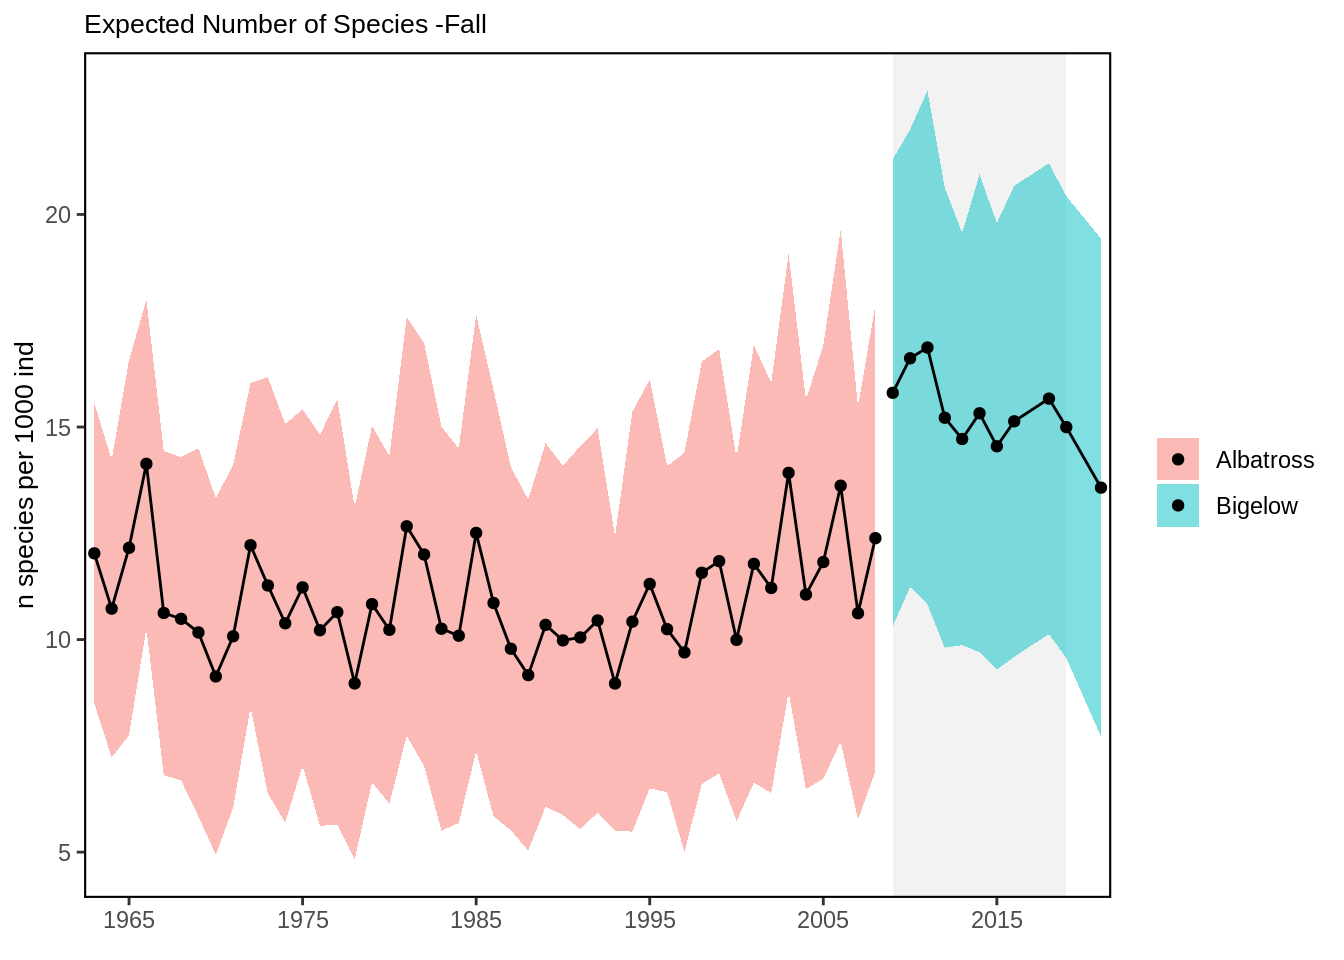 Expected Number of Species -Fall
n species per 1000 ind
20
15
10
5
1965
1975
1985
1995
2005
2015
Albatross
Bigelow